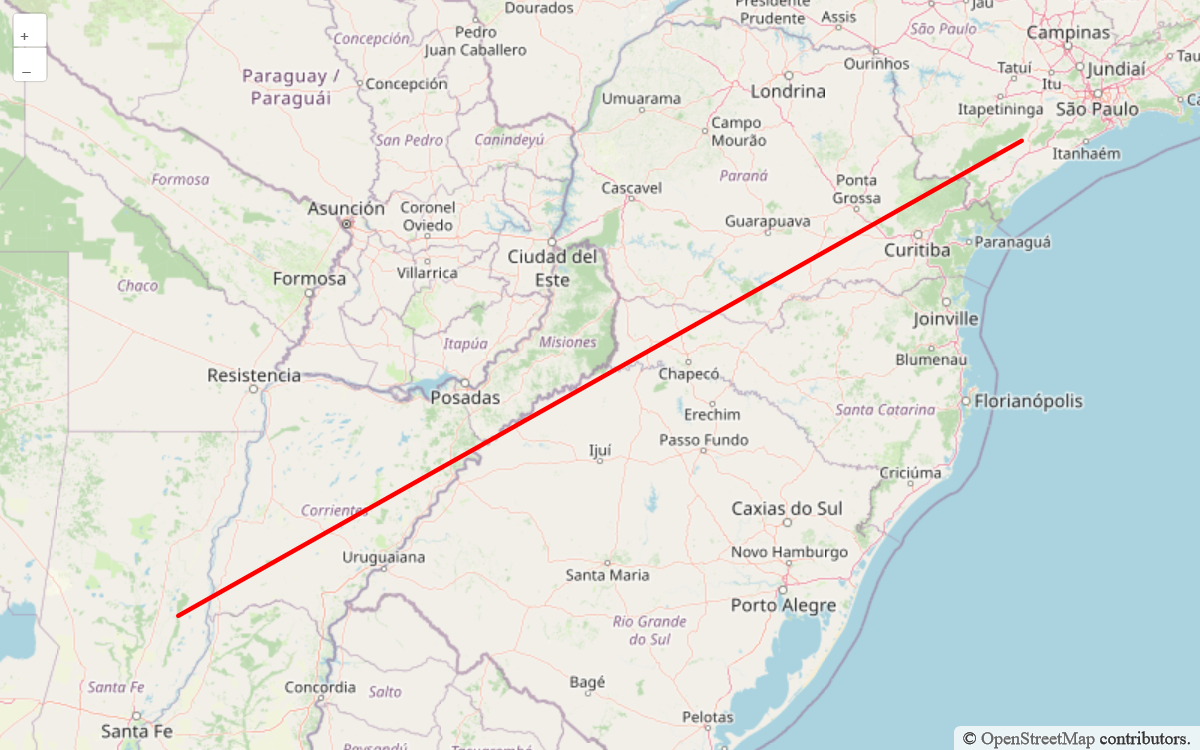 +
–
Dourados
Presidente
Prudente
Assis
Jaú
São Paulo
Campinas
Pedro
Juan Caballero
Concepción
Ourinhos
Tatuí
Jundiaí
Itu
Paraguay /
Paraguái
Concepción
Umuarama
Londrina
Itapetininga
São Paulo
Campo
Mourão
San Pedro
Canindeyú
Itanhaém
Formosa
Cascavel
Paraná
Ponta
Grossa
Asunción
Coronel
Oviedo
Guarapuava
Curitiba
Paranaguá
Ciudad del
Este
Formosa
Villarrica
Chaco
Joinville
Itapúa
Misiones
Blumenau
Resistencia
Chapecó
Posadas
Florianópolis
Erechim
Santa Catarina
Passo Fundo
Ijuí
Criciúma
Corrientes
Caxias do Sul
Uruguaiana
Novo Hamburgo
Santa Maria
Porto Alegre
Rio Grande
do Sul
Santa Fe
Concordia
Salto
Bagé
Santa Fe
Pelotas
© OpenStreetMap contributors.